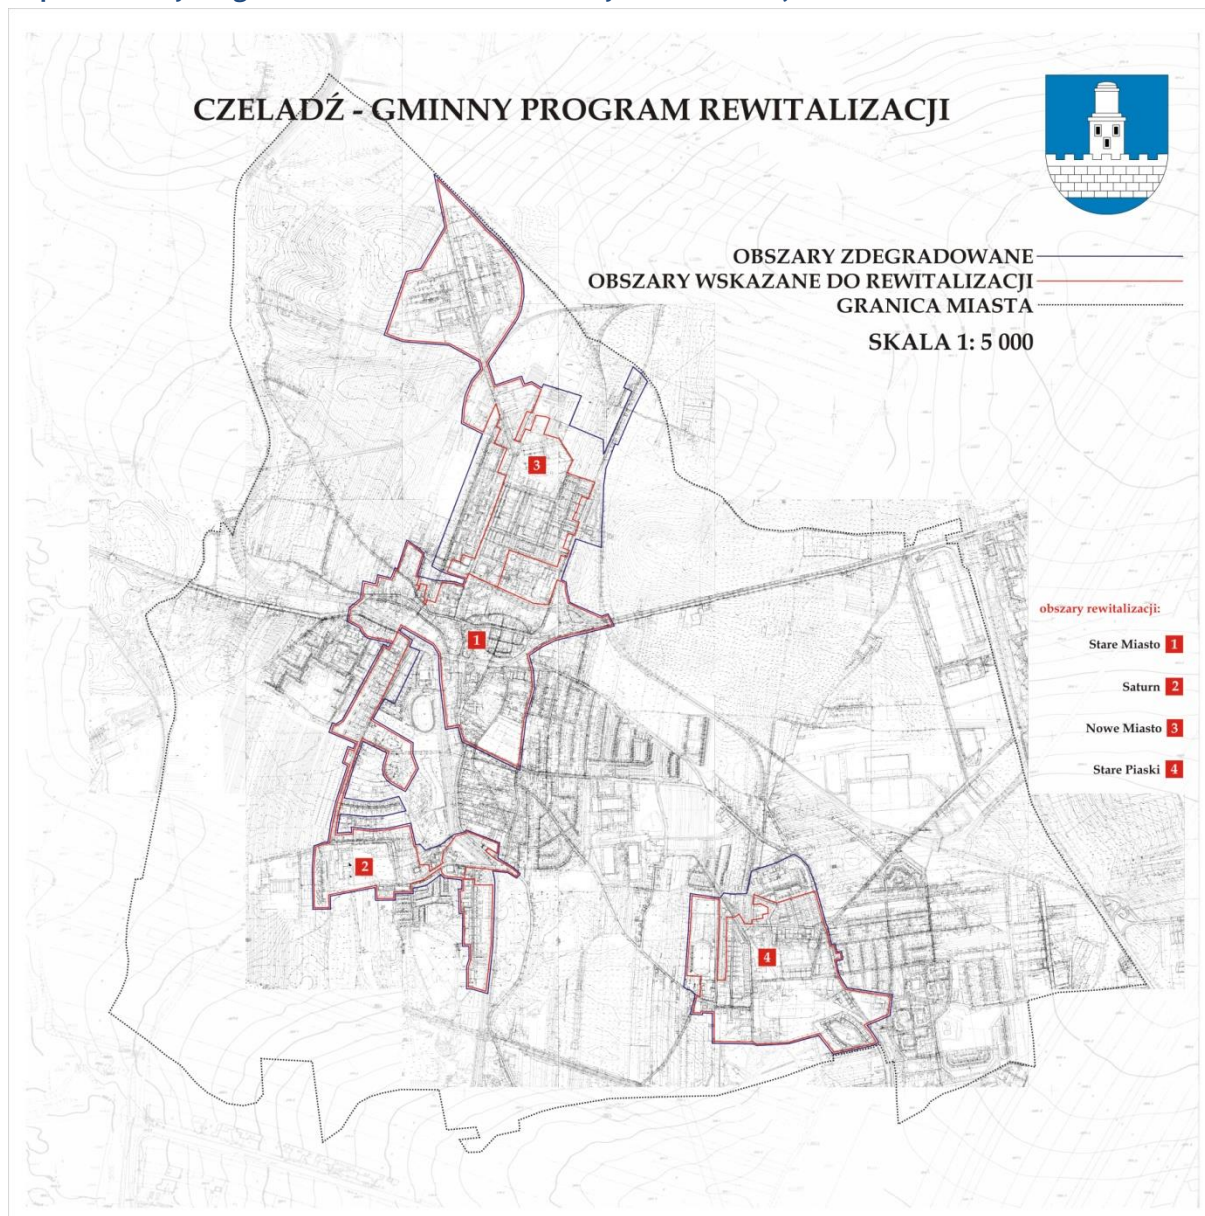 CZELADŹ - GMINNY PROGRAM REWITALIZACJI
OBSZARY ZDEGRADOWANE
OBSZARY WSKAZANE DO REWITALIZACJI
GRANICA MIASTA
SKALA 1: 5 000
3
1
2
4
obszary rewitalizacji:
Stare Miasto 1
Saturn 2
Nowe Miasto 3
Stare Piaski 4